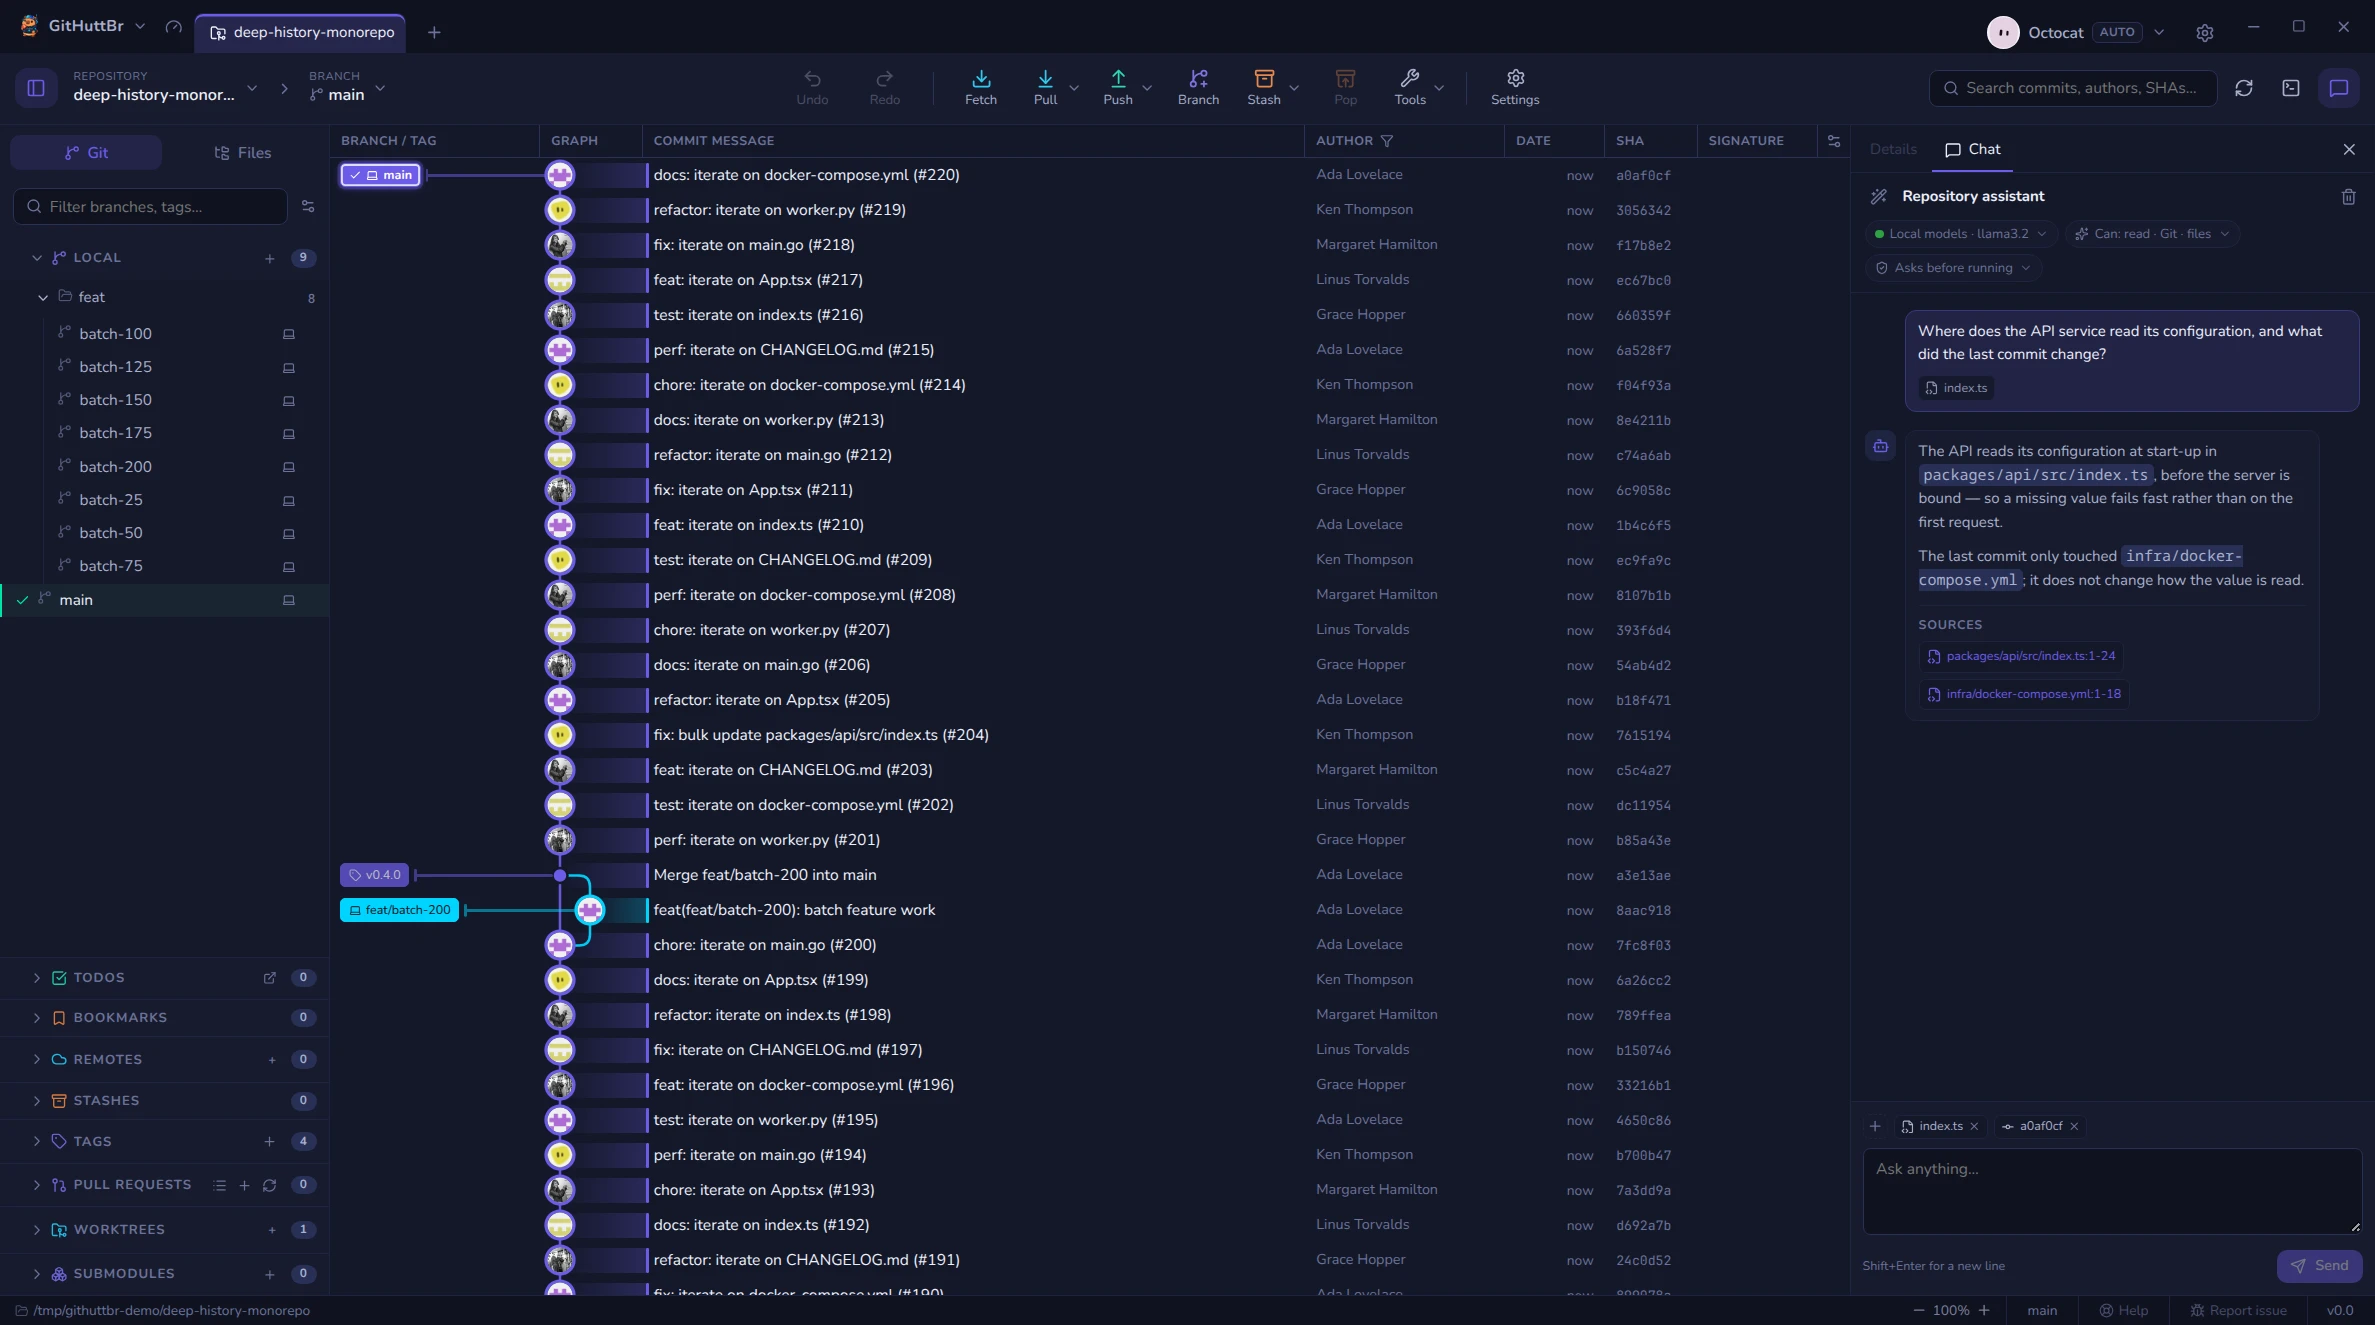 GitHuttBr
deep-history-monorepo
Octocat AUTO
REPOSITORY
deep-history-monor...
BRANCH
main
Undo
Redo
Fetch
Pull
Push
Branch
Stash
Pop
Tools
Settings
Search commits, authors, SHAs...
Git
Files
Filter branches, tags...
LOCAL 9
feat 8
batch-100
batch-125
batch-150
batch-175
batch-200
batch-25
batch-50
batch-75
main
TODOS 0
BOOKMARKS 0
REMOTES 0
STASHES 0
TAGS 4
PULL REQUESTS 0
WORKTREES 1
SUBMODULES 0
BRANCH / TAG GRAPH COMMIT MESSAGE AUTHOR DATE SHA SIGNATURE
main docs: iterate on docker-compose.yml (#220) Ada Lovelace now a0af0cf
refactor: iterate on worker.py (#219) Ken Thompson now 3056342
fix: iterate on main.go (#218) Margaret Hamilton now f17b8e2
feat: iterate on App.tsx (#217) Linus Torvalds now ec67bc0
test: iterate on index.ts (#216) Grace Hopper now 660359f
perf: iterate on CHANGELOG.md (#215) Ada Lovelace now 6a528f7
chore: iterate on docker-compose.yml (#214) Ken Thompson now f04f93a
docs: iterate on worker.py (#213) Margaret Hamilton now 8e4211b
refactor: iterate on main.go (#212) Linus Torvalds now c74a6ab
fix: iterate on App.tsx (#211) Grace Hopper now 6c9058c
feat: iterate on index.ts (#210) Ada Lovelace now 1b4c6f5
test: iterate on CHANGELOG.md (#209) Ken Thompson now ec9fa9c
perf: iterate on docker-compose.yml (#208) Margaret Hamilton now 8107b1b
chore: iterate on worker.py (#207) Linus Torvalds now 393f6d4
docs: iterate on main.go (#206) Grace Hopper now 54ab4d2
refactor: iterate on App.tsx (#205) Ada Lovelace now b18f471
fix: bulk update packages/api/src/index.ts (#204) Ken Thompson now 7615194
feat: iterate on CHANGELOG.md (#203) Margaret Hamilton now c5c4a27
test: iterate on docker-compose.yml (#202) Linus Torvalds now dc11954
perf: iterate on worker.py (#201) Grace Hopper now b85a43e
v0.4.0 Merge feat/batch-200 into main Ada Lovelace now a3e13ae
feat/batch-200 feat(feat/batch-200): batch feature work Ada Lovelace now 8aac918
chore: iterate on main.go (#200) Ada Lovelace now 7fc8f03
docs: iterate on App.tsx (#199) Ken Thompson now 6a26cc2
refactor: iterate on index.ts (#198) Margaret Hamilton now 789ffea
fix: iterate on CHANGELOG.md (#197) Linus Torvalds now b150746
feat: iterate on docker-compose.yml (#196) Grace Hopper now 33216b1
test: iterate on worker.py (#195) Ada Lovelace now 4650c86
perf: iterate on main.go (#194) Ken Thompson now b700b47
chore: iterate on App.tsx (#193) Margaret Hamilton now 7a3dd9a
docs: iterate on index.ts (#192) Linus Torvalds now d692a7b
refactor: iterate on CHANGELOG.md (#191) Grace Hopper now 24c0d52
fix: iterate on docker-compose.yml (#190) Ada Lovelace now
Details
Chat
Repository assistant
Local models · llama3.2
Can: read · Git · files
Asks before running
Where does the API service read its configuration, and what
did the last commit change?
index.ts
The API reads its configuration at start-up in
packages/api/src/index.ts, before the server is
bound — so a missing value fails fast rather than on the
first request.
The last commit only touched infra/docker-
compose.yml; it does not change how the value is read.
SOURCES
packages/api/src/index.ts:1-24
infra/docker-compose.yml:1-18
index.ts
a0af0cf
Ask anything...
Shift+Enter for a new line
Send
/tmp/githuttbr-demo/deep-history-monorepo
100%
main
Help
Report issue
v0.0